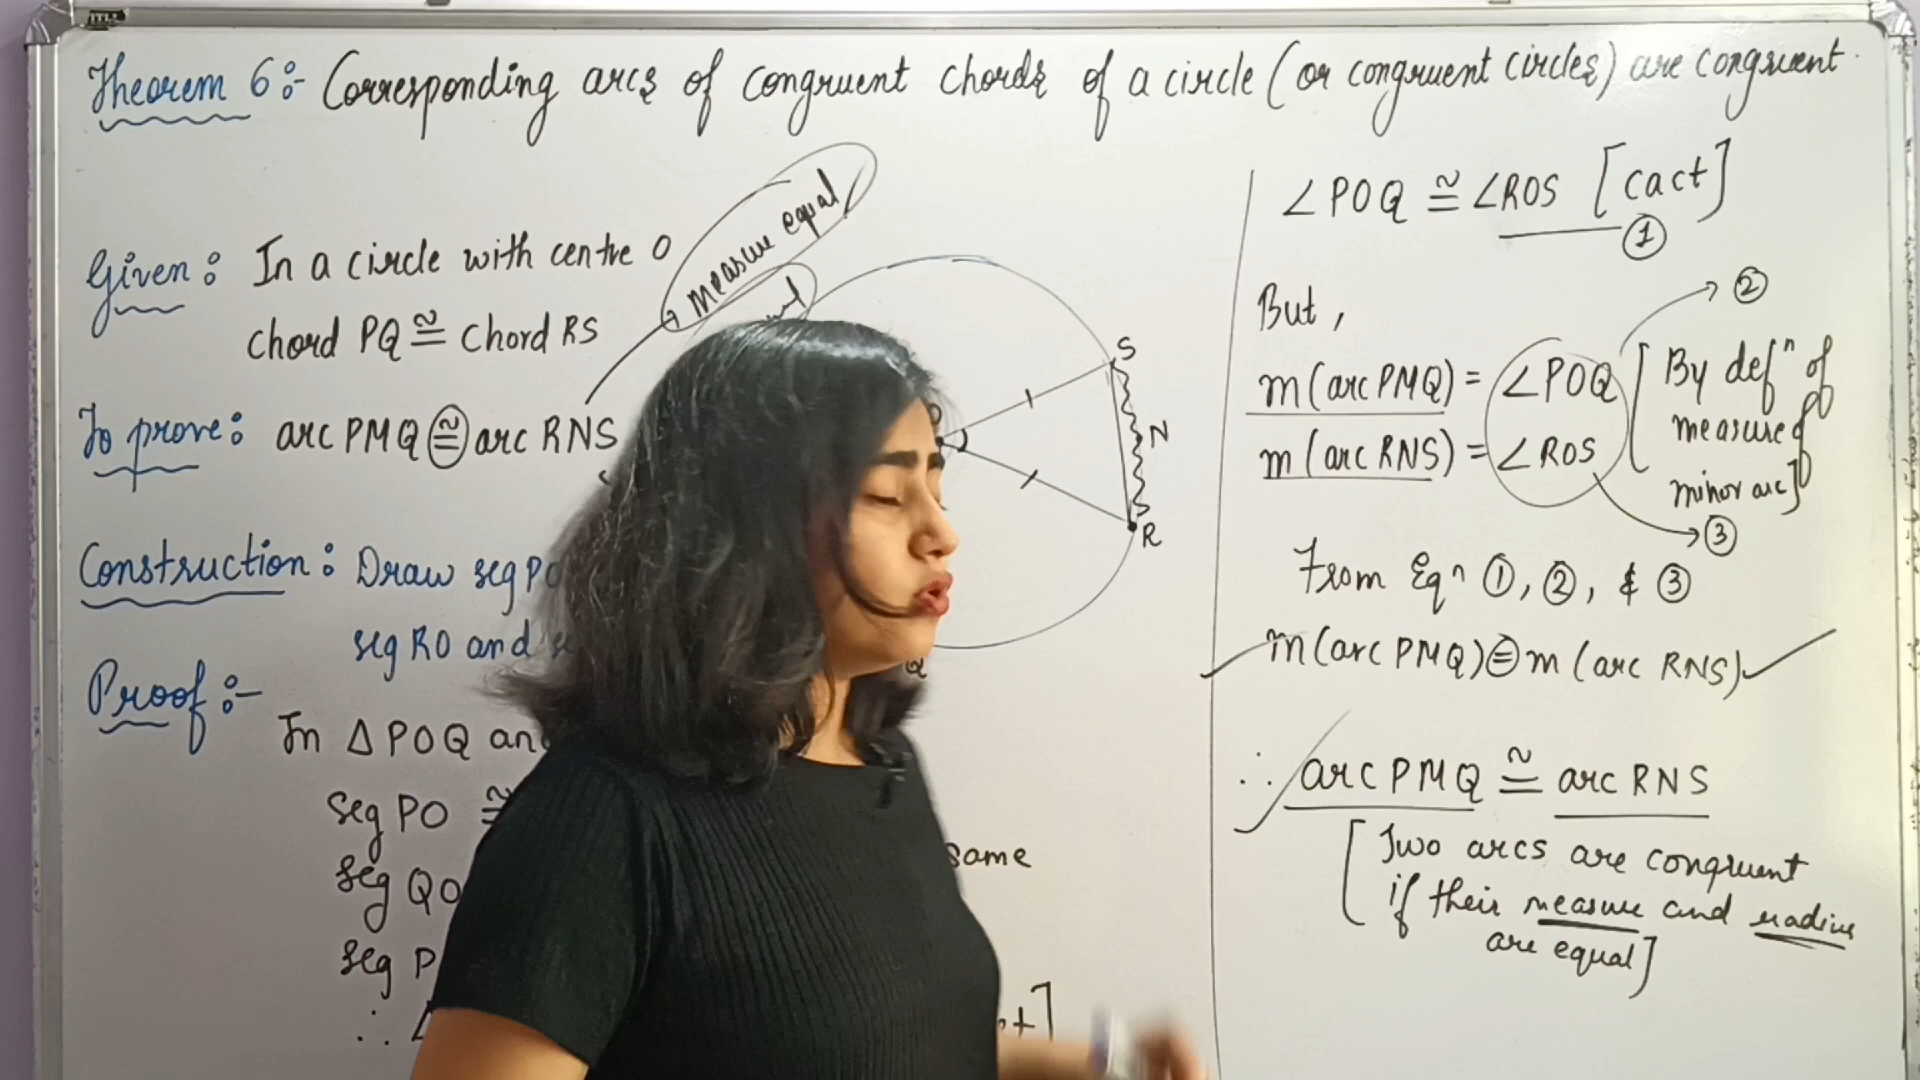 Theorem 6:- Corresponding arcs of congruent chords of a circle (or congruent circles) are congruent.
Given: In a circle with centre O
chord PQ ≅ chord RS
To prove: arc PMQ ≅ arc RNS
measure equal
Construction: Draw seg PO
seg RO and
Proof:-
In △POQ and
seg PO ≅
seg QO
seg P
∴ △
same
S
N
R
Q
∠POQ ≅ ∠ROS [cact]
①
But,
②
m(arc PMQ) = ∠POQ
m(arc RNS) = ∠ROS
[By defⁿ of
measure of
minor arc]
③
From Eqⁿ ①, ②, & ③
m(arc PMQ) = m(arc RNS)
∴ arc PMQ ≅ arc RNS
[Two arcs are congruent
if their measure and radius
are equal]